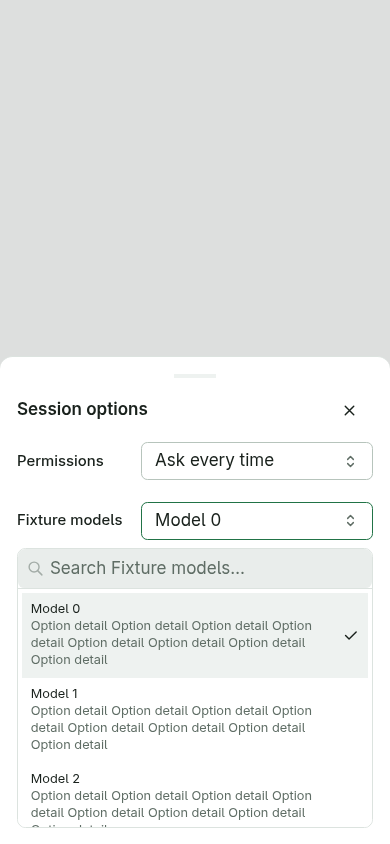 Session options
Permissions
Ask every time
Fixture models
Model 0
Search Fixture models...
Model 0
Option detail Option detail Option detail Option
detail Option detail Option detail Option detail
Option detail
Model 1
Option detail Option detail Option detail Option
detail Option detail Option detail Option detail
Option detail
Model 2
Option detail Option detail Option detail Option
detail Option detail Option detail Option detail